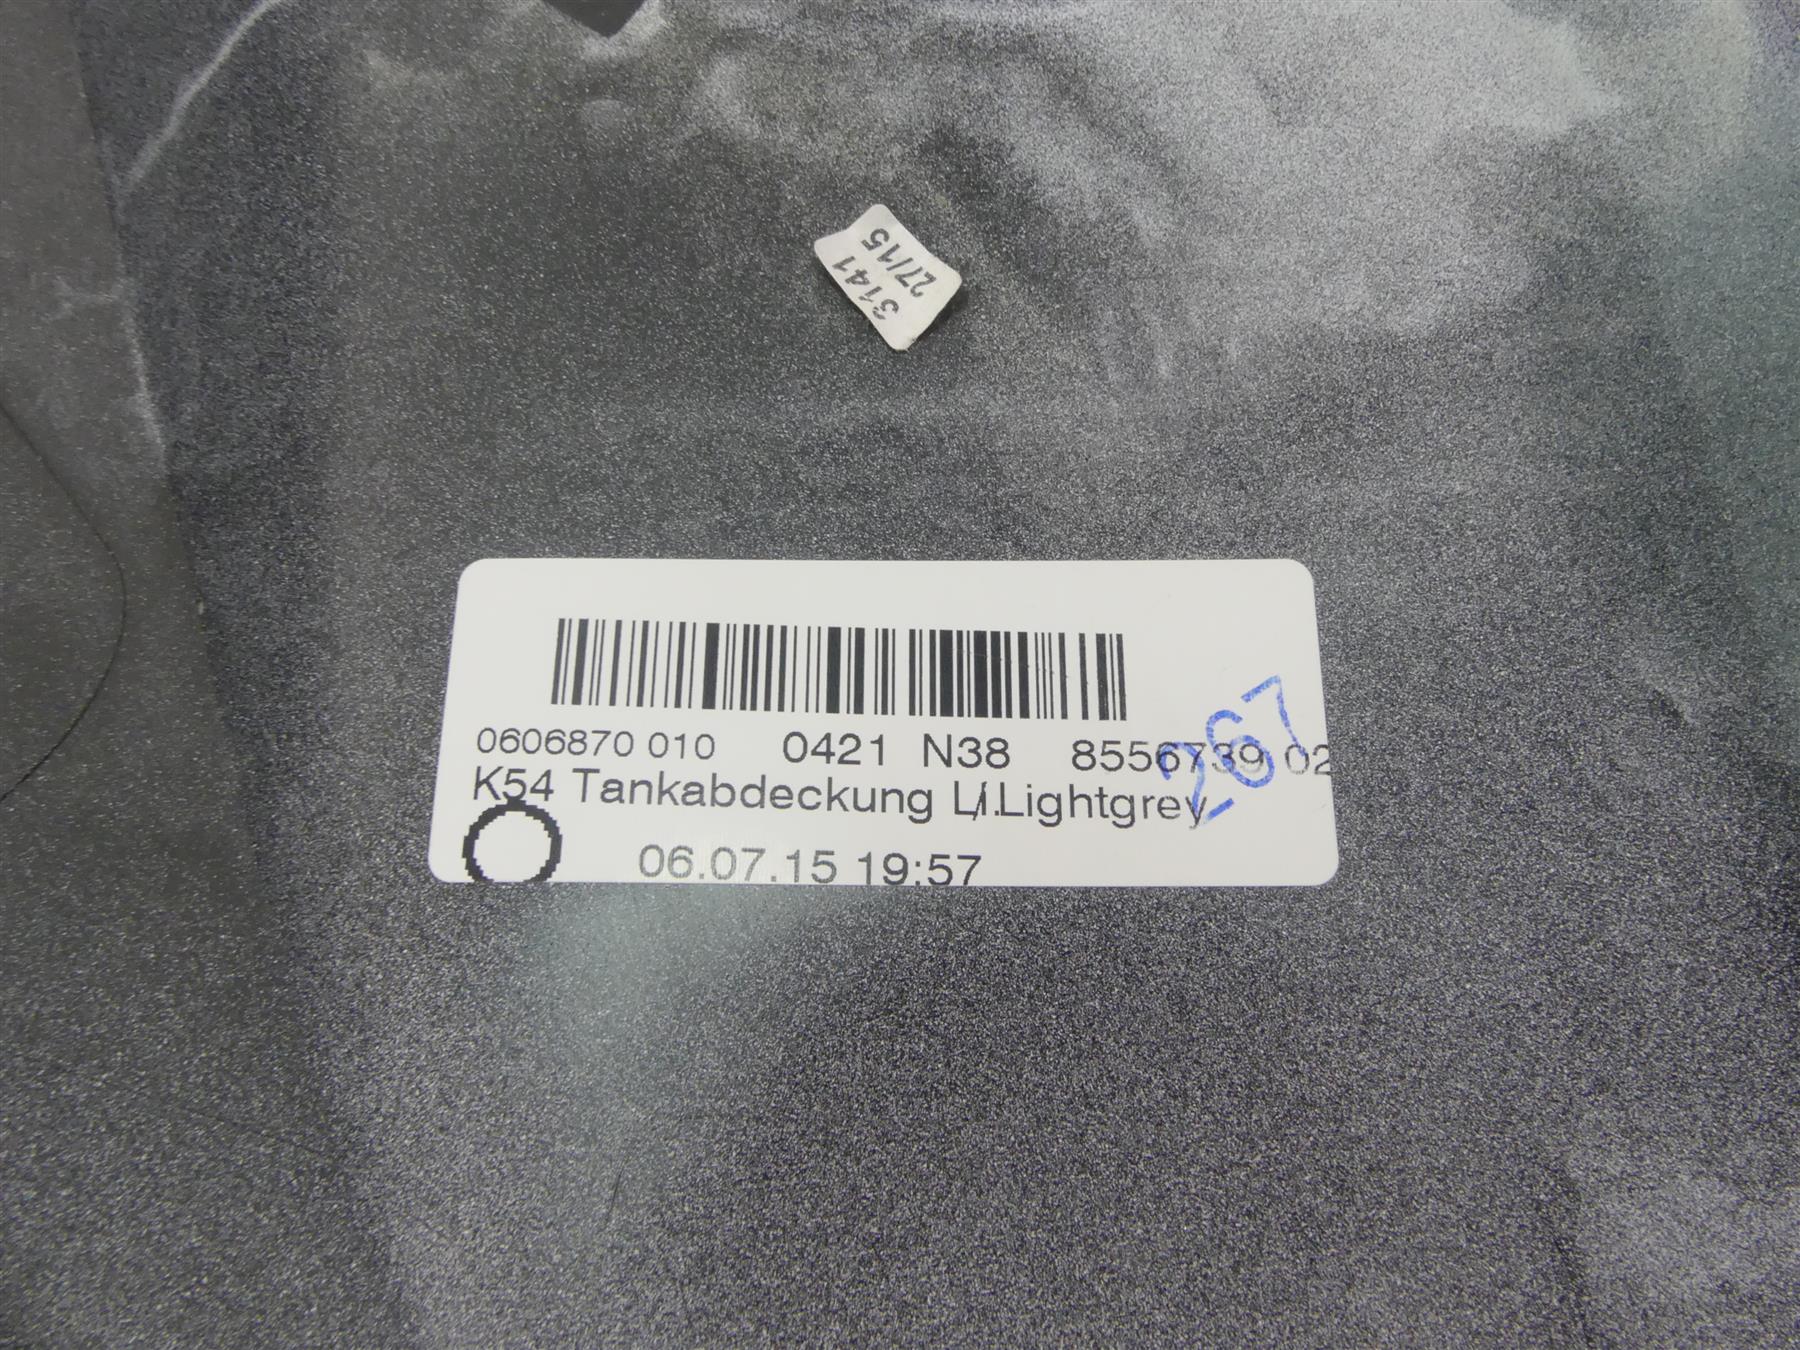 3141
27/15
0606870 010 0421 N38 8556739 02
267
K54 Tankabdeckung L/I.Lightgrey
06.07.15 19:57